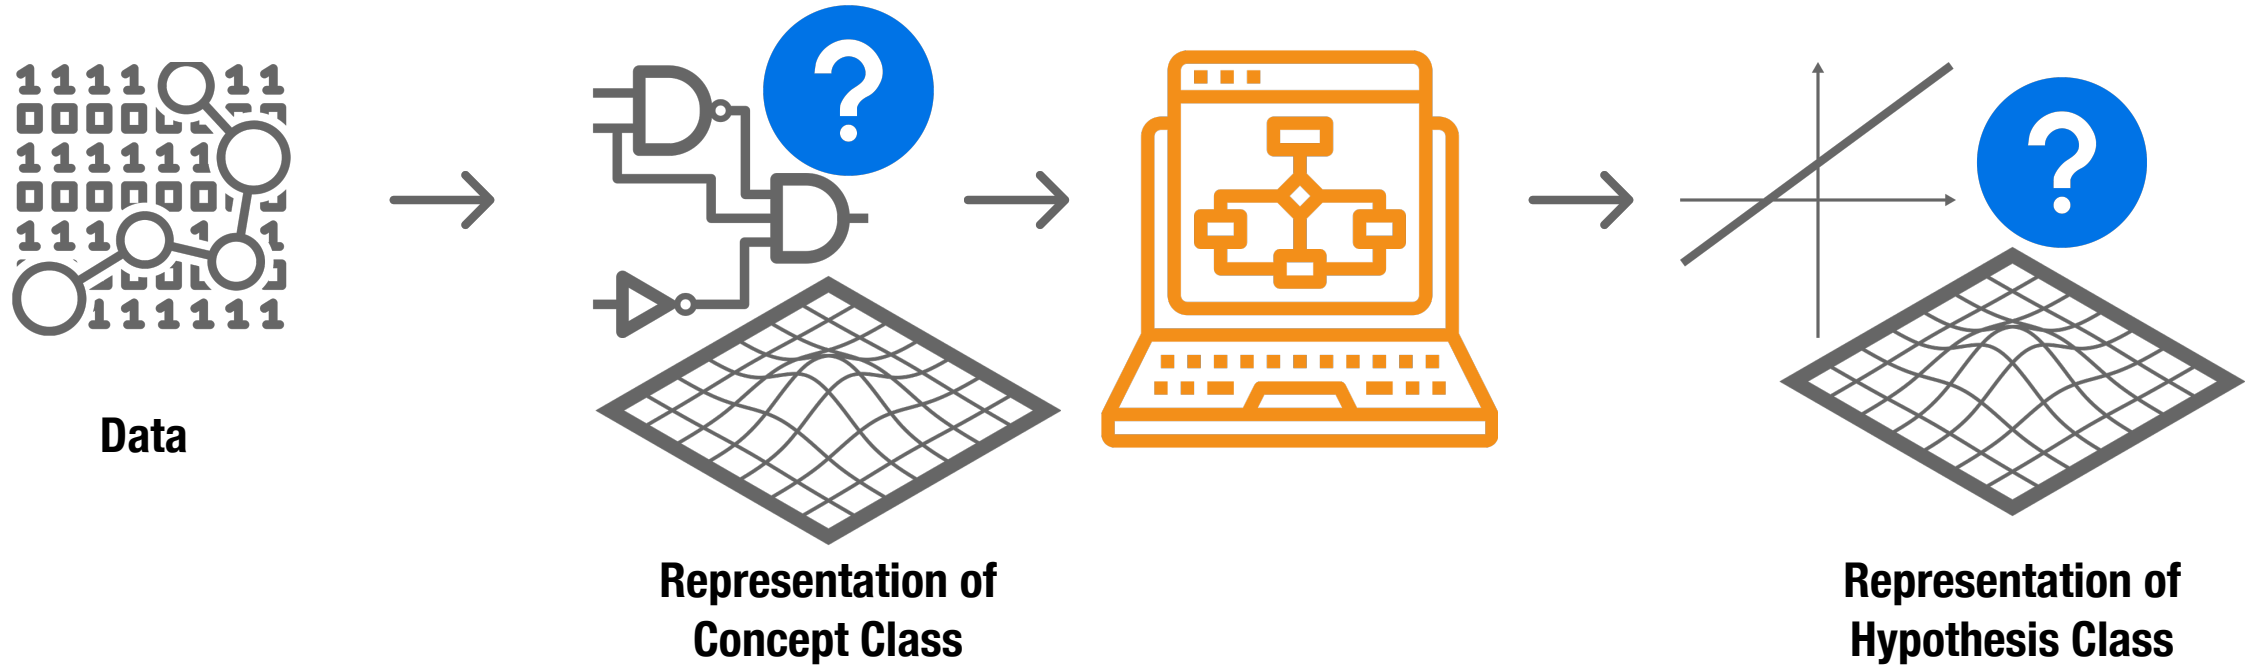 ?
?
Data
Representation of
Concept Class
Representation of
Hypothesis Class